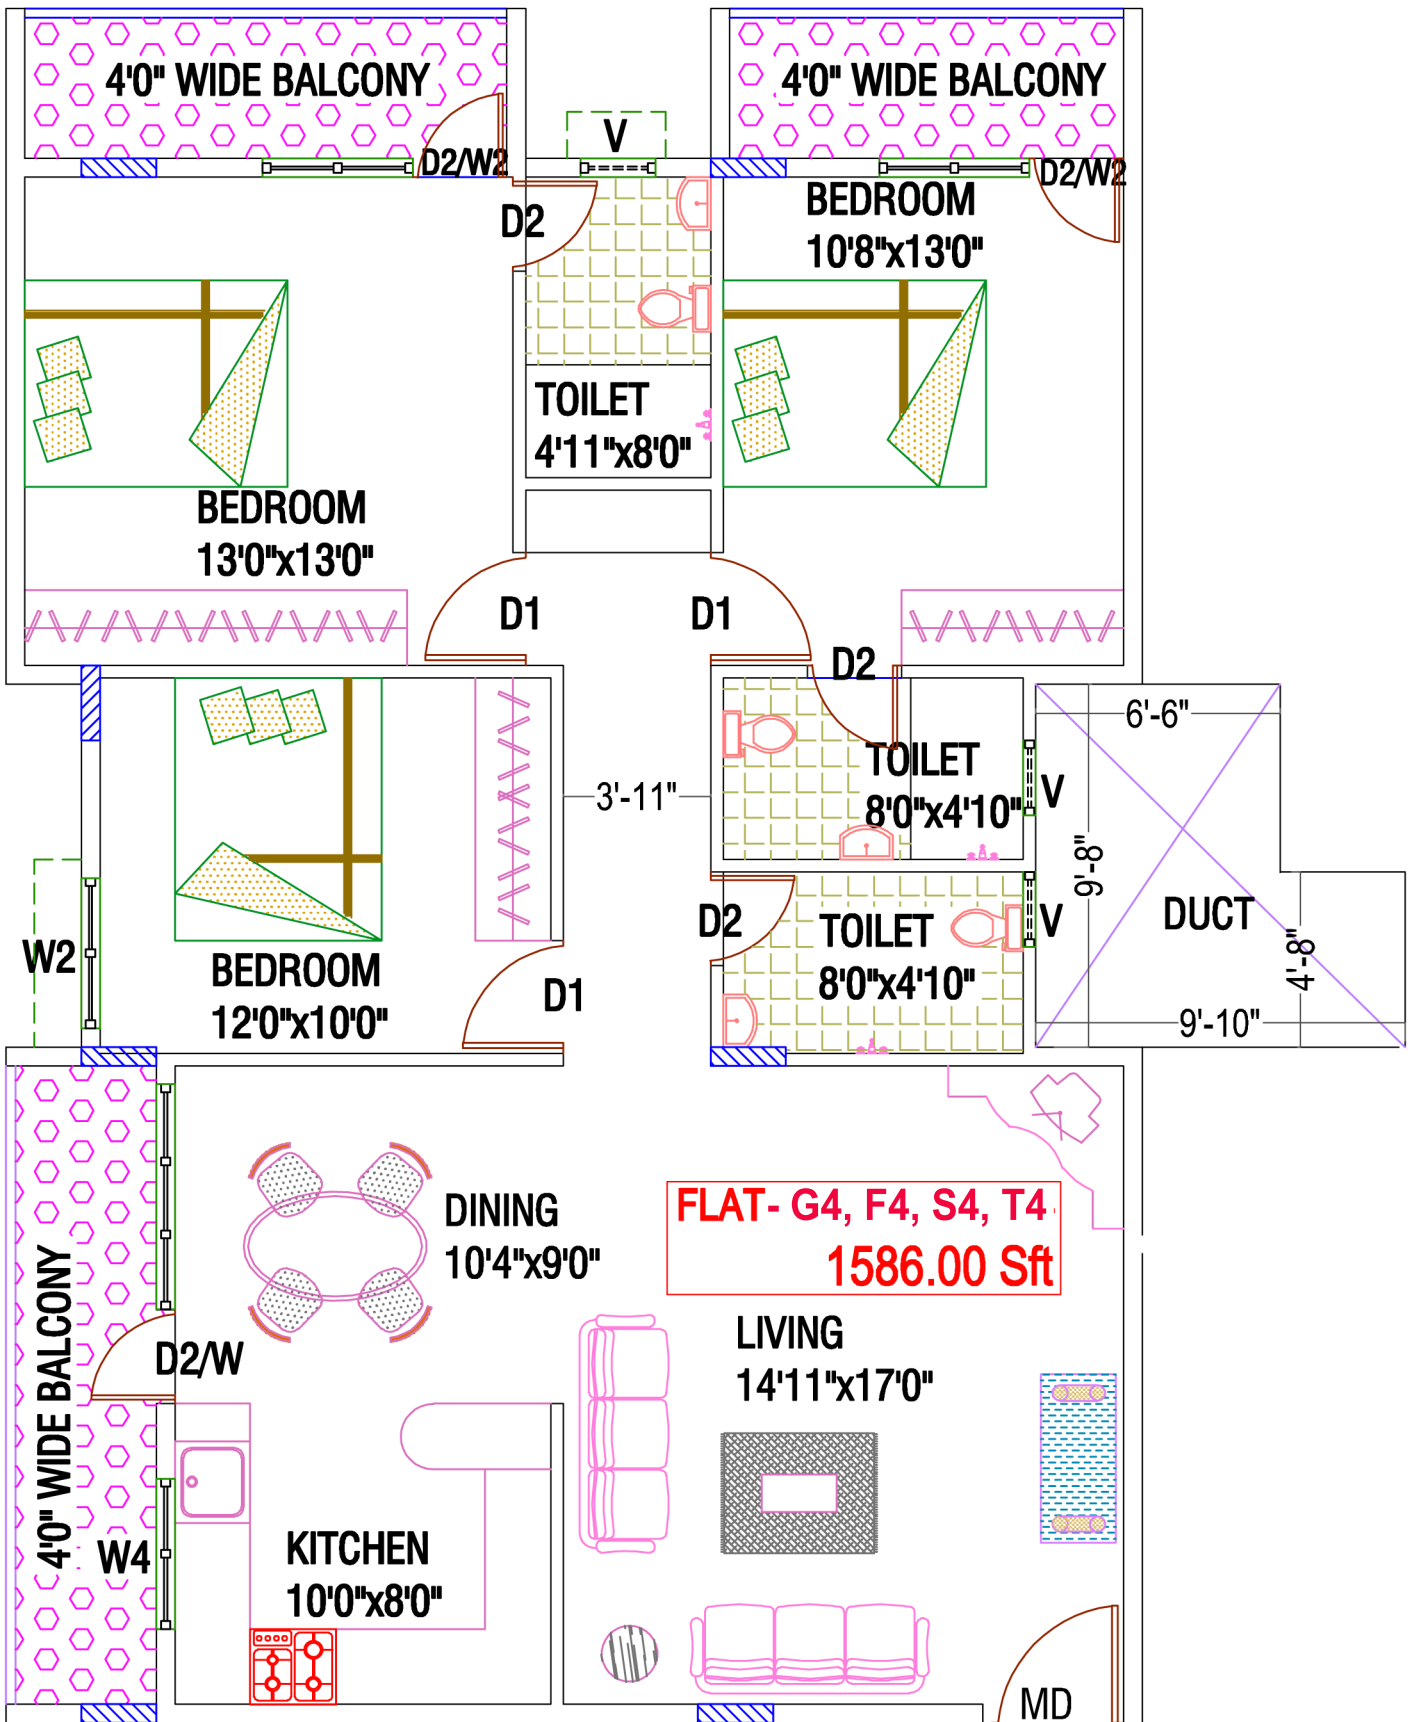 4'0" WIDE BALCONY
4'0" WIDE BALCONY
V
D2/W2
D2/W2
D2
BEDROOM
10'8"x13'0"
TOILET
4'11"x8'0"
BEDROOM
13'0"x13'0"
D1
D1
D2
6'-6"
TOILET
8'0"x4'10"
V
3'-11"
9'-8"
D2
TOILET
8'0"x4'10"
V
DUCT
4'-8"
W2
BEDROOM
12'0"x10'0"
D1
9'-10"
DINING
10'4"x9'0"
FLAT- G4, F4, S4, T4
1586.00 Sft
4'0" WIDE BALCONY
D2/W
LIVING
14'11"x17'0"
W4
KITCHEN
10'0"x8'0"
MD